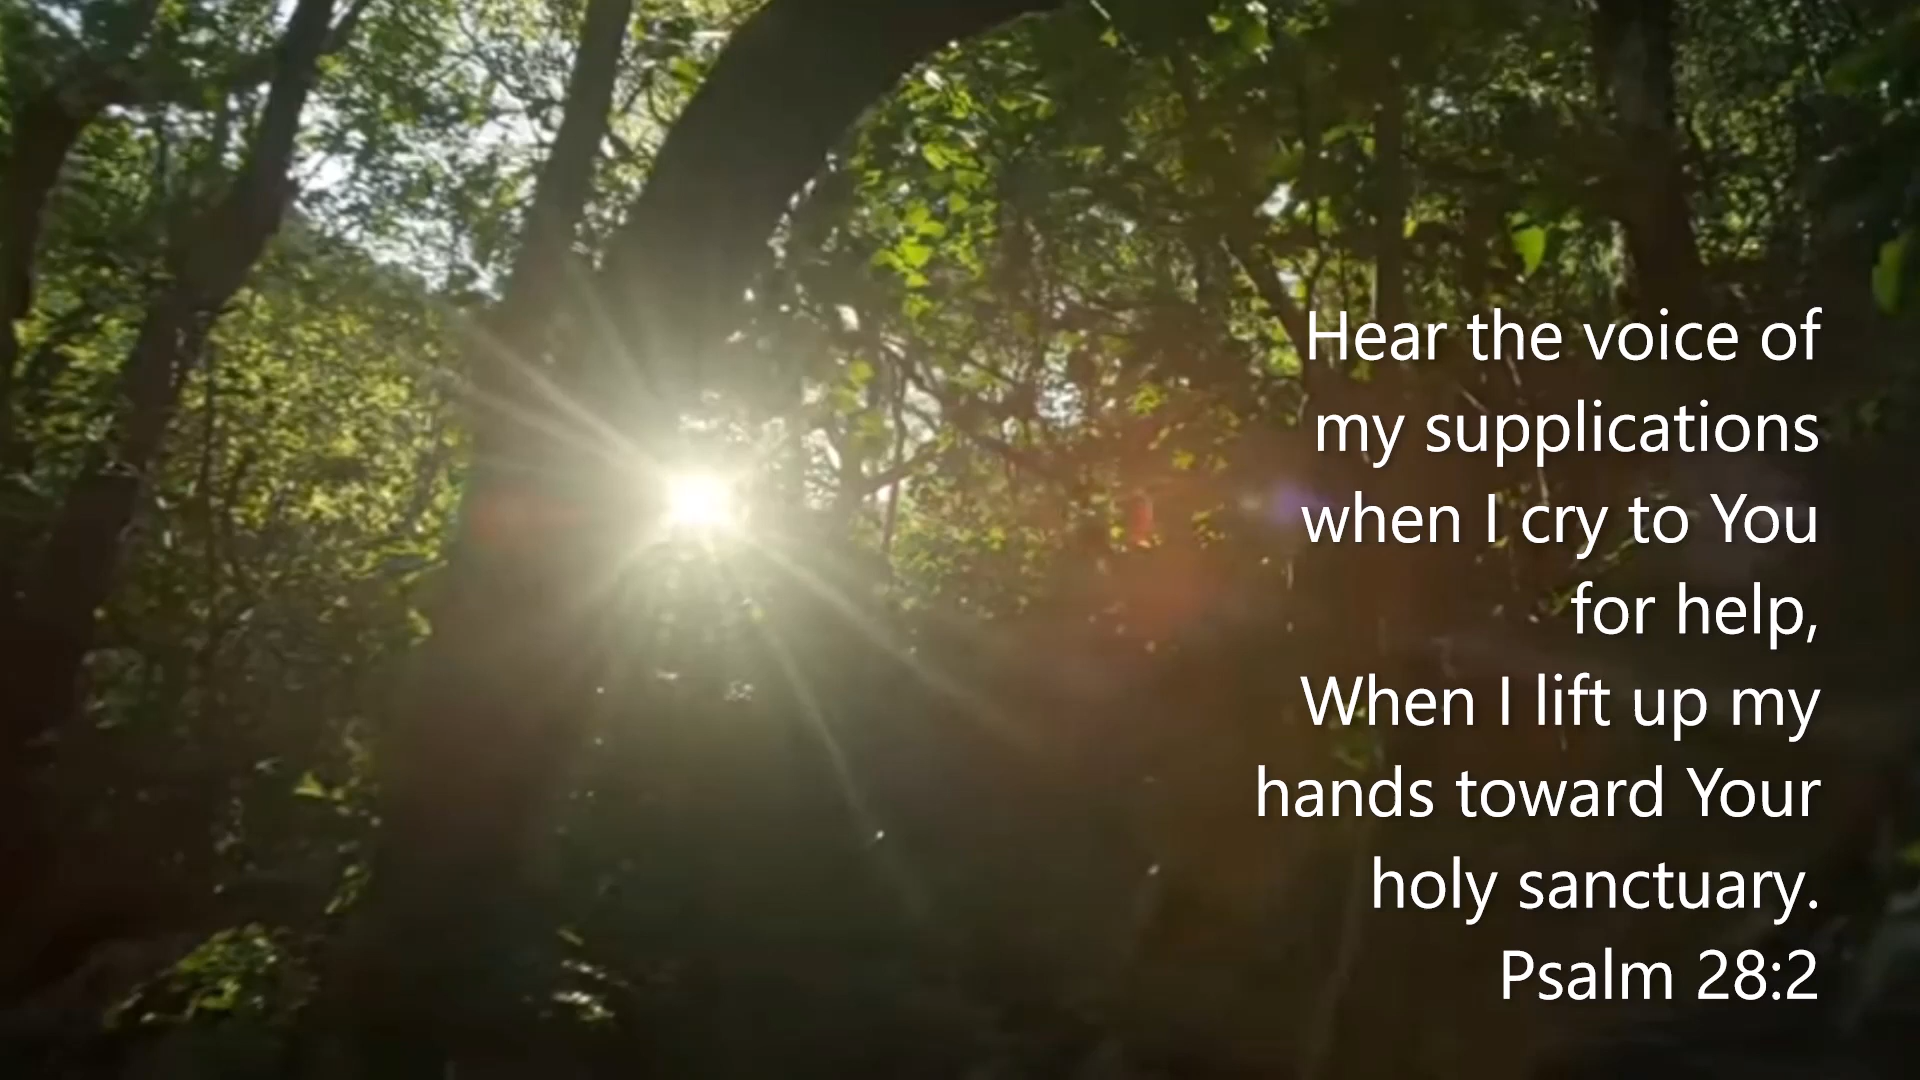 Hear the voice of
my supplications
when I cry to You
for help,
When I lift up my
hands toward Your
holy sanctuary.
Psalm 28:2